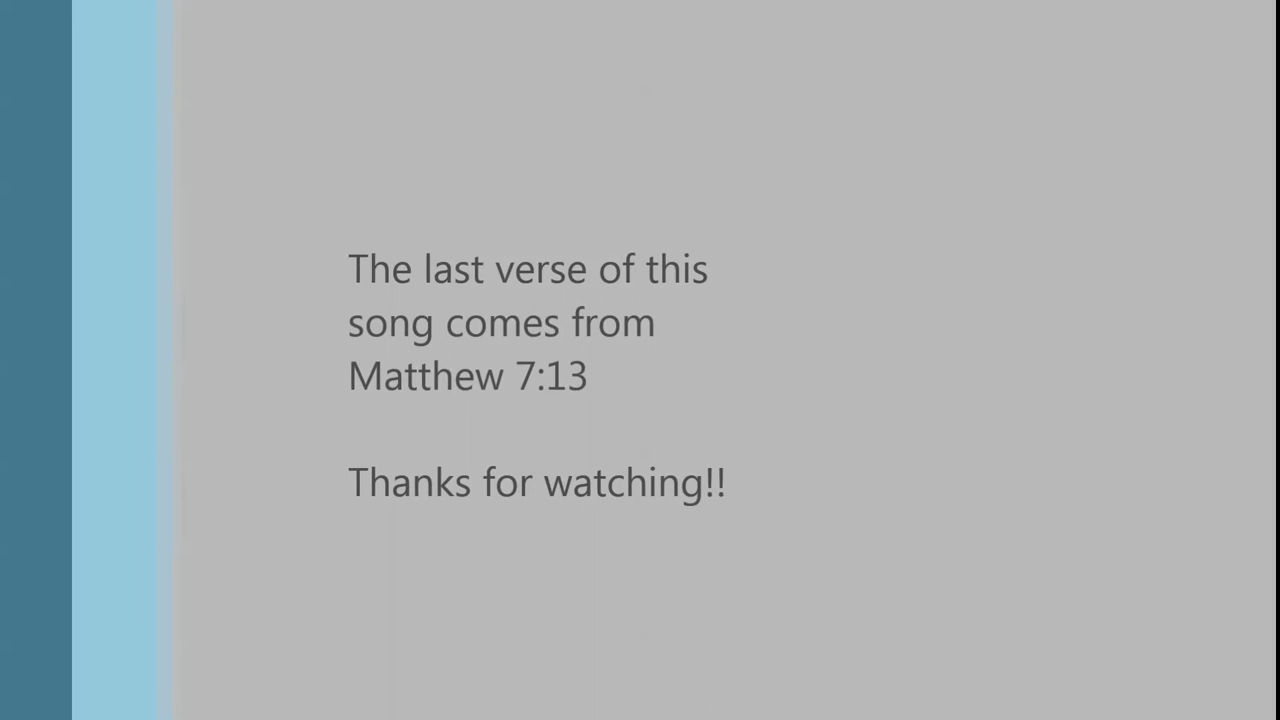 The last verse of this
song comes from
Matthew 7:13
Thanks for watching!!